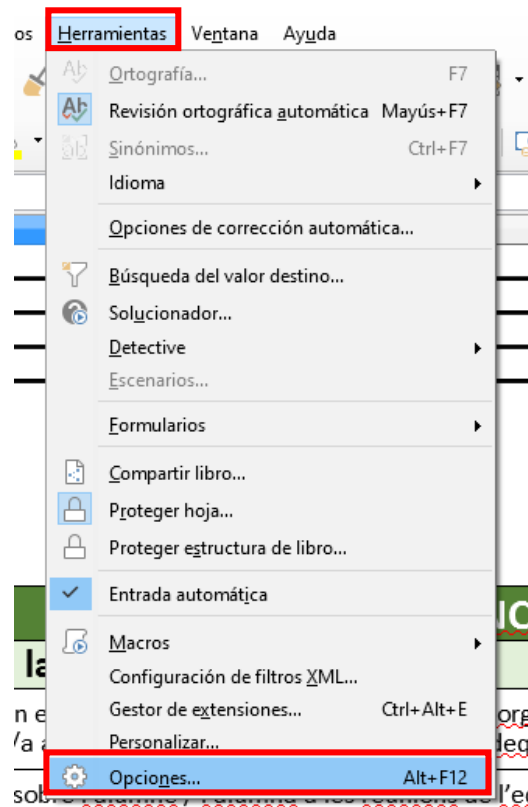 os Herramientas Ventana Ayuda
Ortografía... F7
Revisión ortográfica automática Mayús+F7
Sinónimos... Ctrl+F7
Idioma
Opciones de corrección automática...
Búsqueda del valor destino...
Solucionador...
Detective
Escenarios...
Formularios
Compartir libro...
Proteger hoja...
Proteger estructura de libro...
Entrada automática
Macros
Configuración de filtros XML...
Gestor de extensiones... Ctrl+Alt+E
Personalizar...
Opciones... Alt+F12